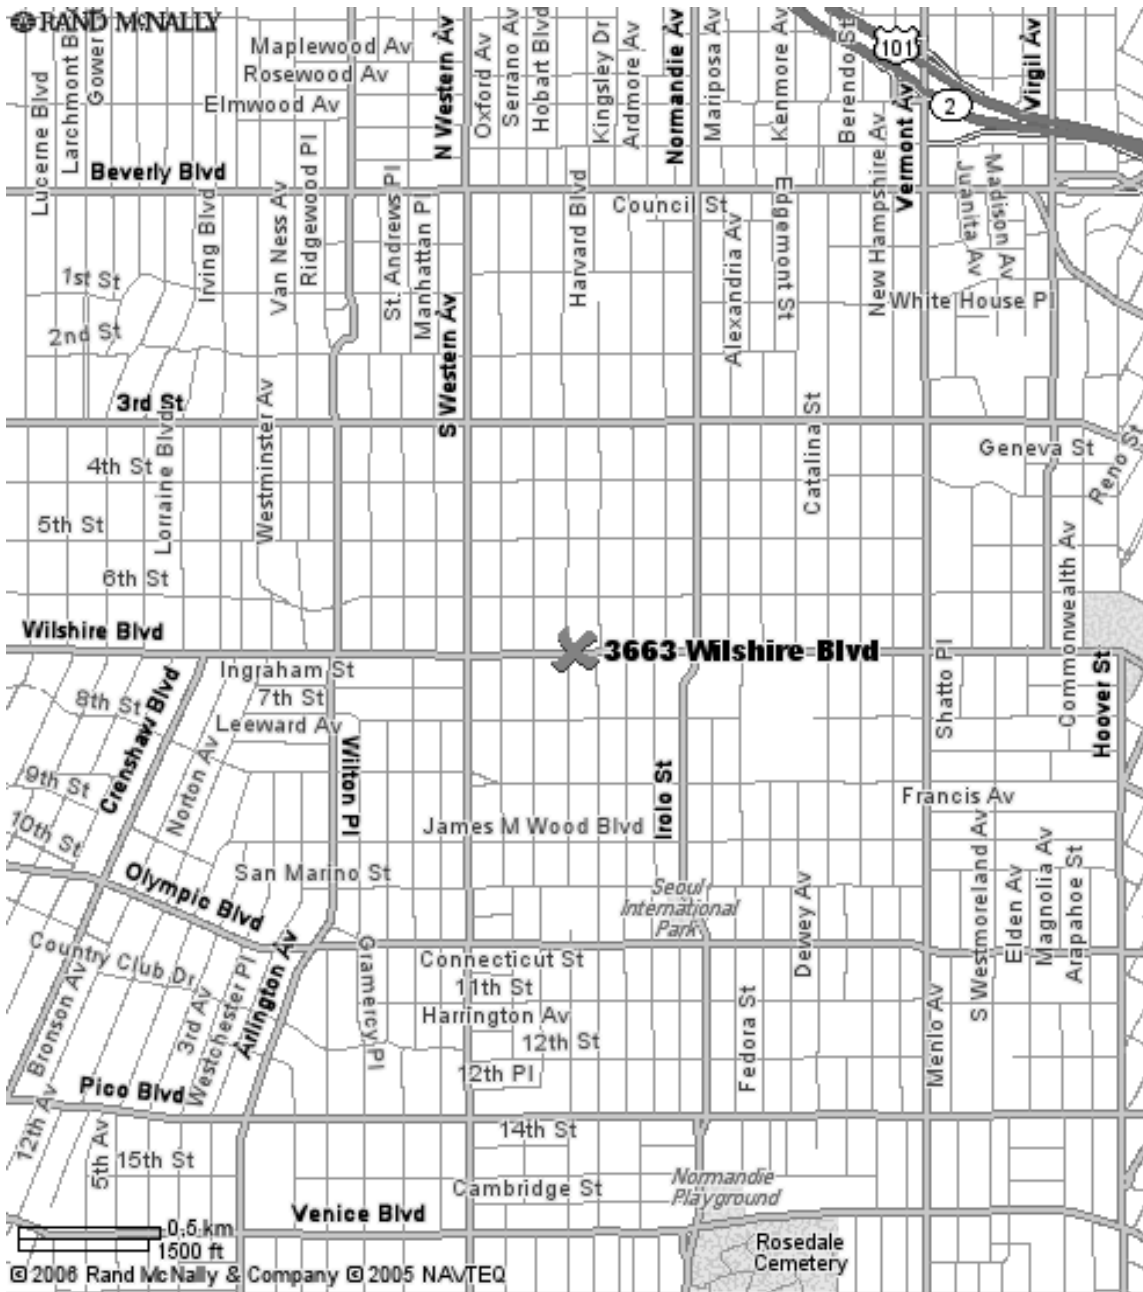 RAND McNALLY
Maplewood Av
Rosewood Av
Elmwood Av
Lucerne Blvd
Larchmont Bl
Gower
N Western Av
Oxford Av
Serrano Av
Hobart Blvd
Kingsley Dr
Ardmore Av
Normandie Av
Mariposa Av
Kenmore Av
Berendo St
101
2
Virgil Av
Vermont Av
New Hampshire Av
Beverly Blvd
Irving Blvd
Van Ness Av
Ridgewood Pl
St. Andrews Pl
Manhattan Pl
Harvard Blvd
Council St
Alexandria Av
Edgemont St
Juanita Av
Madison Av
White House Pl
1st St
2nd St
S Western Av
3rd St
Lorraine Blvd
Westminster Av
Catalina St
Geneva St
Reno St
4th St
5th St
6th St
Commonwealth Av
Wilshire Blvd
3663 Wilshire Blvd
Ingraham St
7th St
Leeward Av
8th St
Crenshaw Blvd
Norton Av
Wilton Pl
Irolo St
Shatto Pl
Hoover St
9th St
10th St
Francis Av
James M Wood Blvd
Olympic Blvd
San Marino St
Seoul
International
Park
Dewey Av
S Westmoreland Av
Elden Av
Magnolia Av
Arapahoe St
Country Club Dr
Bronson Av
3rd Av
Westchester Pl
Arlington Av
Gramercy Pl
Connecticut St
11th St
Harrington Av
12th St
12th Pl
Fedora St
Menlo Av
Pico Blvd
12th Av
5th Av
15th St
14th St
Cambridge St
Normandie
Playground
Venice Blvd
Rosedale
Cemetery
0.5 km
1500 ft
© 2006 Rand McNally & Company © 2005 NAVTEQ